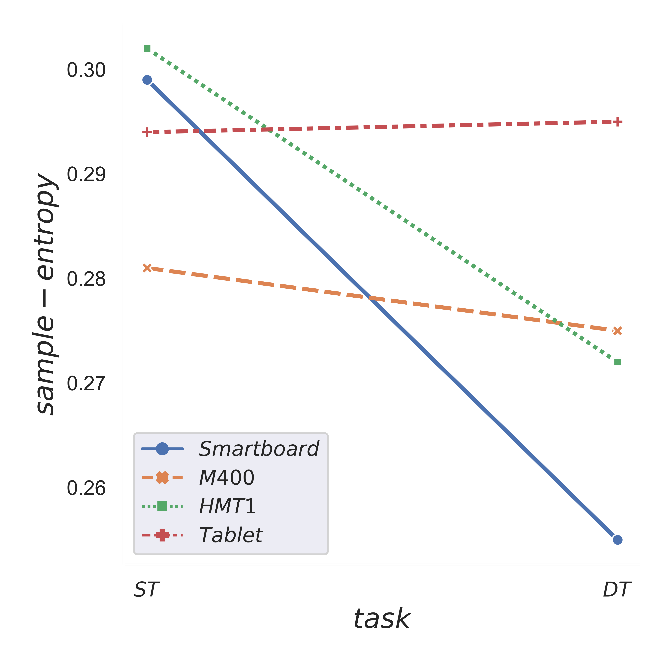 sample − entropy
0.30
0.29
0.28
0.27
0.26
Smartboard
M400
HMT1
Tablet
ST
DT
task